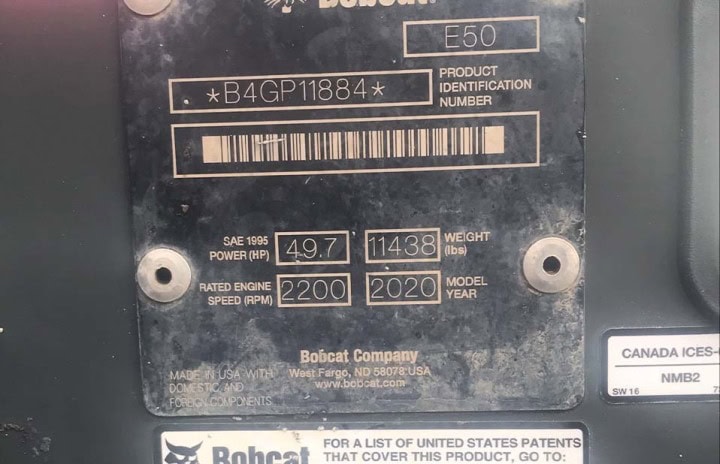 Bobcat.
E50
*B4GP11884*
PRODUCT
IDENTIFICATION
NUMBER
SAE 1995
POWER (HP)
49.7
11438
WEIGHT
(lbs)
RATED ENGINE
SPEED (RPM)
2200
2020
MODEL
YEAR
Bobcat Company
West Fargo, ND 58078 USA
www.bobcat.com
MADE IN USA WITH
DOMESTIC AND
FOREIGN COMPONENTS
CANADA ICES-
NMB2
SW 16
Bobcat
FOR A LIST OF UNITED STATES PATENTS
THAT COVER THIS PRODUCT, GO TO: